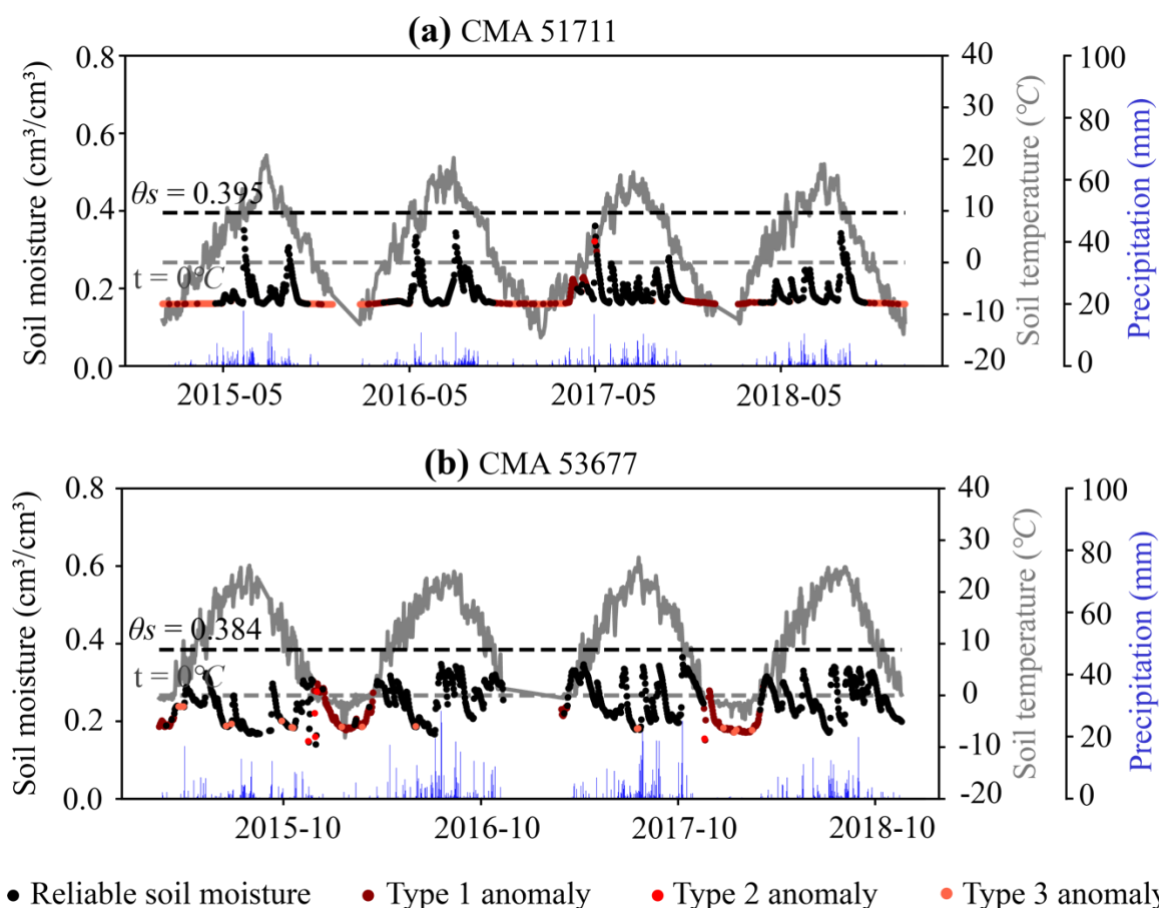 (a) CMA 51711
Soil moisture (cm³/cm³)
0.8
0.6
0.4
0.2
0.0
θs = 0.395
t = 0℃
40
30
20
10
0
-10
-20
Soil temperature (℃)
100
80
60
40
20
0
Precipitation (mm)
2015-05 2016-05 2017-05 2018-05
(b) CMA 53677
Soil moisture (cm³/cm³)
0.8
0.6
0.4
0.2
0.0
θs = 0.384
t = 0℃
40
30
20
10
0
-10
-20
Soil temperature (℃)
100
80
60
40
20
0
Precipitation (mm)
2015-10 2016-10 2017-10 2018-10
Reliable soil moisture Type 1 anomaly Type 2 anomaly Type 3 anomaly